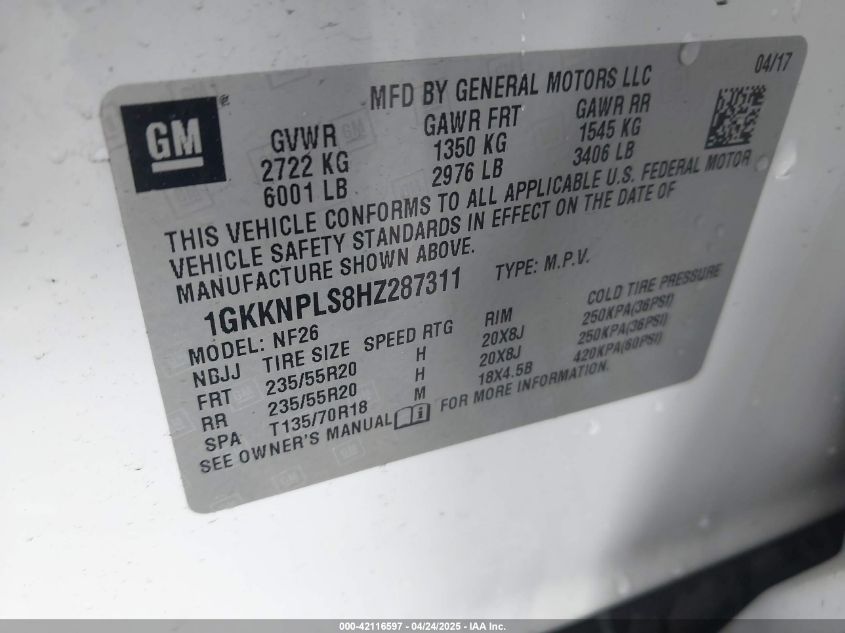 04/17
MFD BY GENERAL MOTORS LLC
GM®
GVWR GAWR FRT GAWR RR
2722 KG 1350 KG 1545 KG
6001 LB 2976 LB 3406 LB
THIS VEHICLE CONFORMS TO ALL APPLICABLE U.S. FEDERAL MOTOR
VEHICLE SAFETY STANDARDS IN EFFECT ON THE DATE OF
MANUFACTURE SHOWN ABOVE.
1GKKNPLS8HZ287311 TYPE: M.P.V.
MODEL: NF26
NBJJ TIRE SIZE SPEED RTG RIM COLD TIRE PRESSURE
FRT 235/55R20 H 20X8J 250KPA(36PSI)
RR 235/55R20 H 20X8J 250KPA(36PSI)
SPA T135/70R18 M 18X4.5B 420KPA(60PSI)
SEE OWNER'S MANUAL FOR MORE INFORMATION.
000-42116597 - 04/24/2025 - IAA Inc.